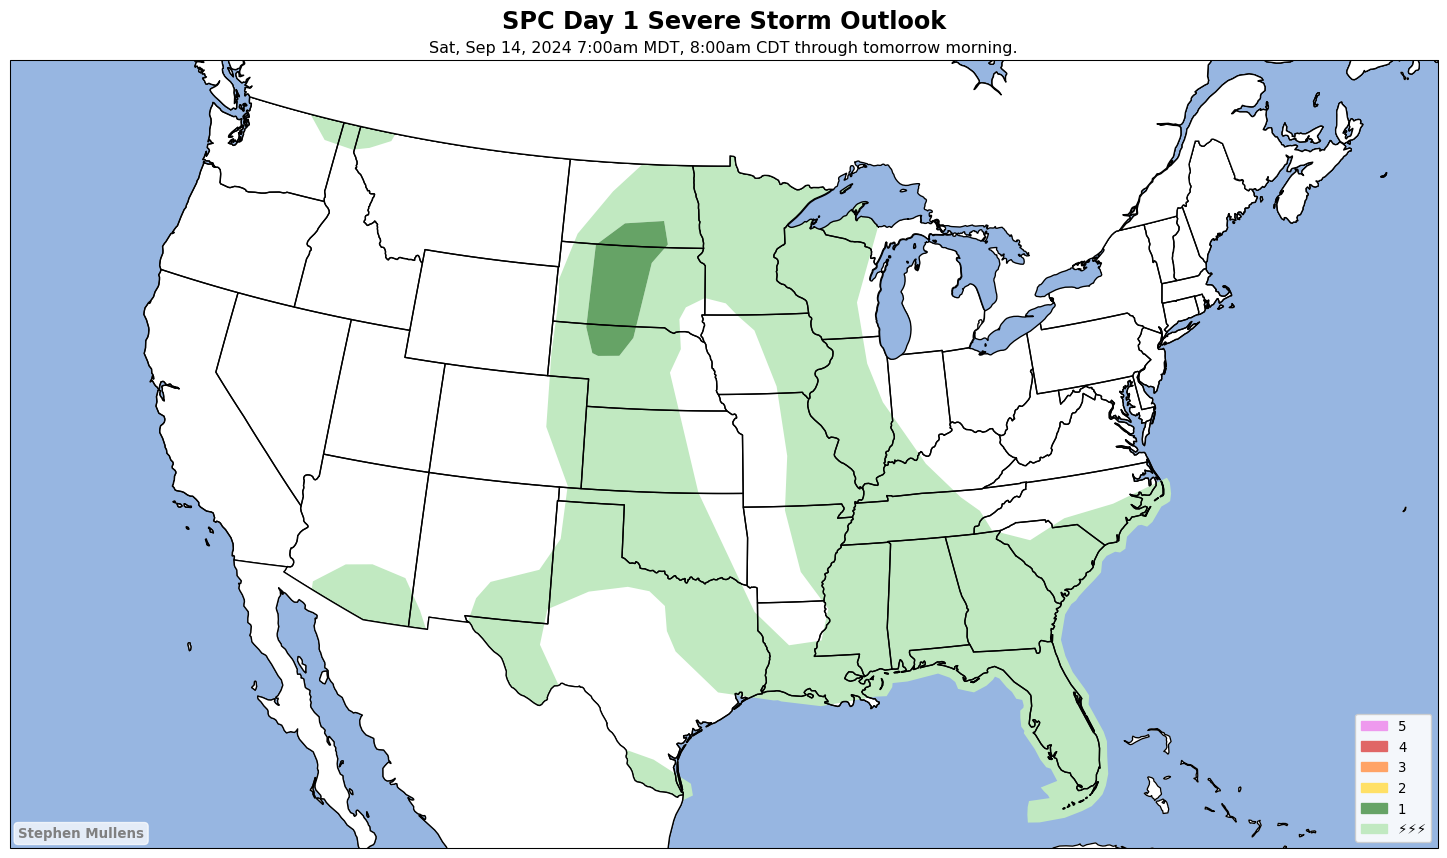 SPC Day 1 Severe Storm Outlook
Sat, Sep 14, 2024 7:00am MDT, 8:00am CDT through tomorrow morning.
5
4
3
2
1
⚡⚡⚡
Stephen Mullens